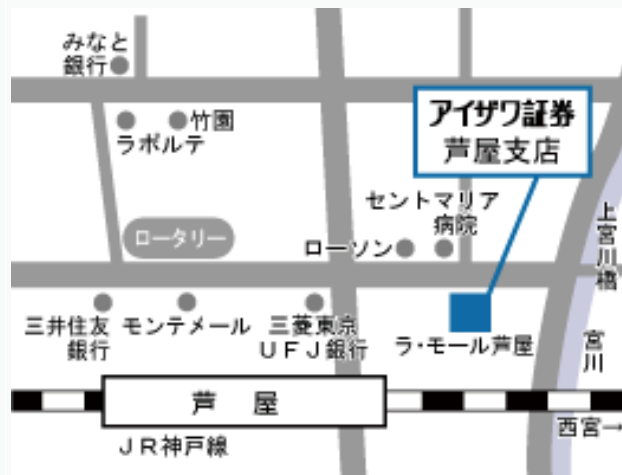 みなと
銀行
竹園
ラポルテ
アイザワ証券
芦屋支店
セントマリア
病院
ロータリー
ローソン
上宮川橋
三井住友
銀行
モンテメール
三菱東京
ＵＦＪ銀行
ラ・モール芦屋
宮川
芦屋
西宮→
ＪＲ神戸線